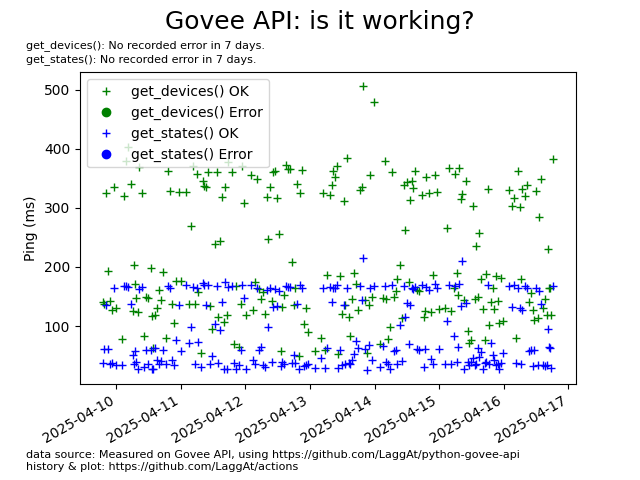 Govee API: is it working?
get_devices(): No recorded error in 7 days.
get_states(): No recorded error in 7 days.
get_devices() OK
get_devices() Error
get_states() OK
get_states() Error
Ping (ms)
500
400
300
200
100
2025-04-10
2025-04-11
2025-04-12
2025-04-13
2025-04-14
2025-04-15
2025-04-16
2025-04-17
data source: Measured on Govee API, using https://github.com/LaggAt/python-govee-api
history & plot: https://github.com/LaggAt/actions